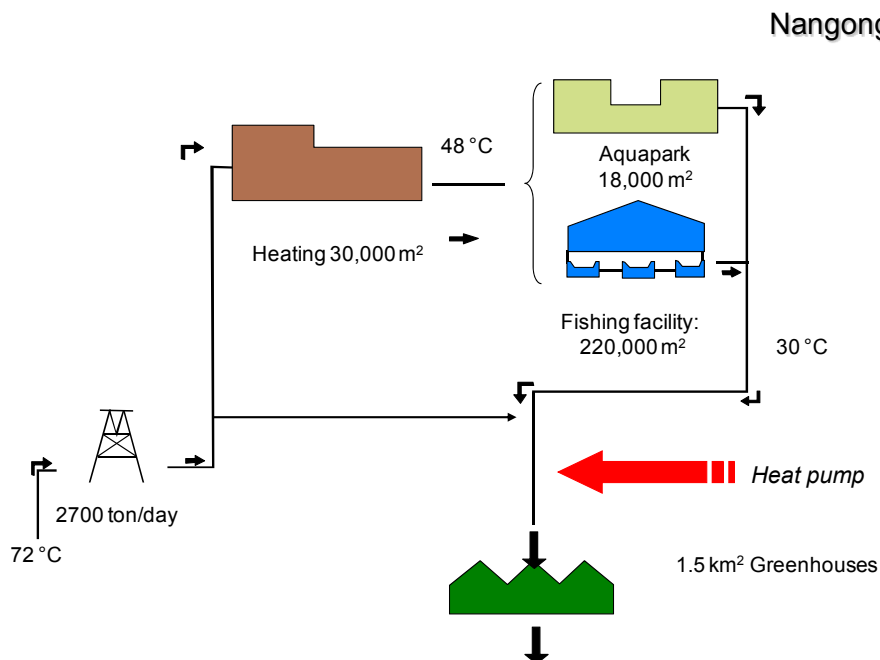 Nangong
48 °C
Aquapark
18,000 m²
Heating 30,000 m²
Fishing facility:
220,000 m²
30 °C
Heat pump
2700 ton/day
72 °C
1.5 km² Greenhouses